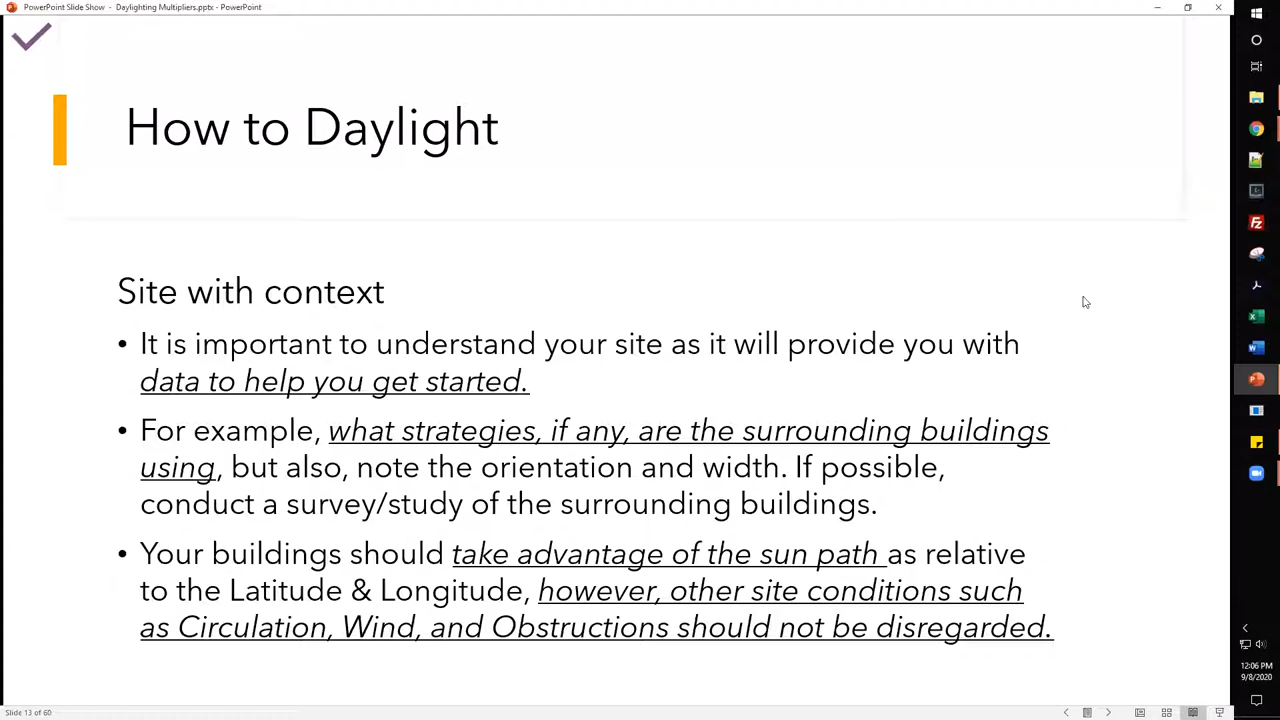 PowerPoint Slide Show - Daylighting Multipliers.pptx - PowerPoint
How to Daylight
Site with context
• It is important to understand your site as it will provide you with
data to help you get started.
• For example, what strategies, if any, are the surrounding buildings
using, but also, note the orientation and width. If possible,
conduct a survey/study of the surrounding buildings.
• Your buildings should take advantage of the sun path as relative
to the Latitude & Longitude, however, other site conditions such
as Circulation, Wind, and Obstructions should not be disregarded.
12:06 PM
9/8/2020
Slide 13 of 60